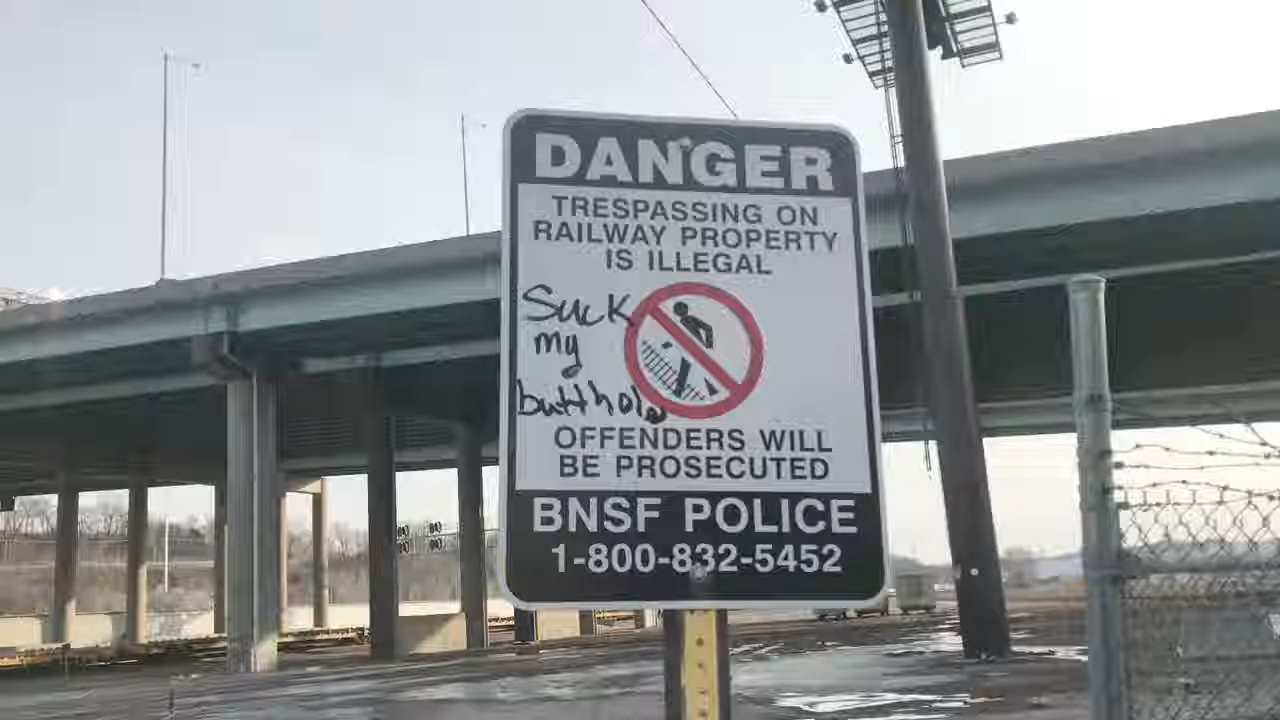 DANGER
TRESPASSING ON
RAILWAY PROPERTY
IS ILLEGAL
Suck
my
butthole
OFFENDERS WILL
BE PROSECUTED
BNSF POLICE
1-800-832-5452